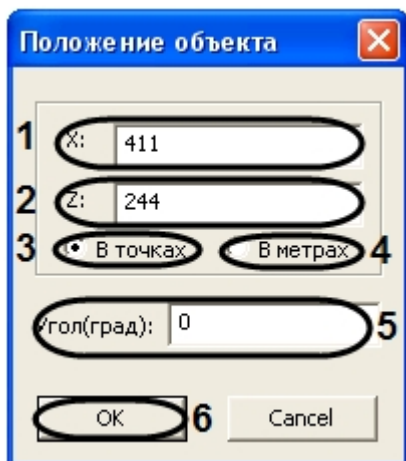 Положение объекта
1 X: 411
2 Z: 244
3 В точках В метрах 4
Угол(град): 0 5
OK 6 Cancel